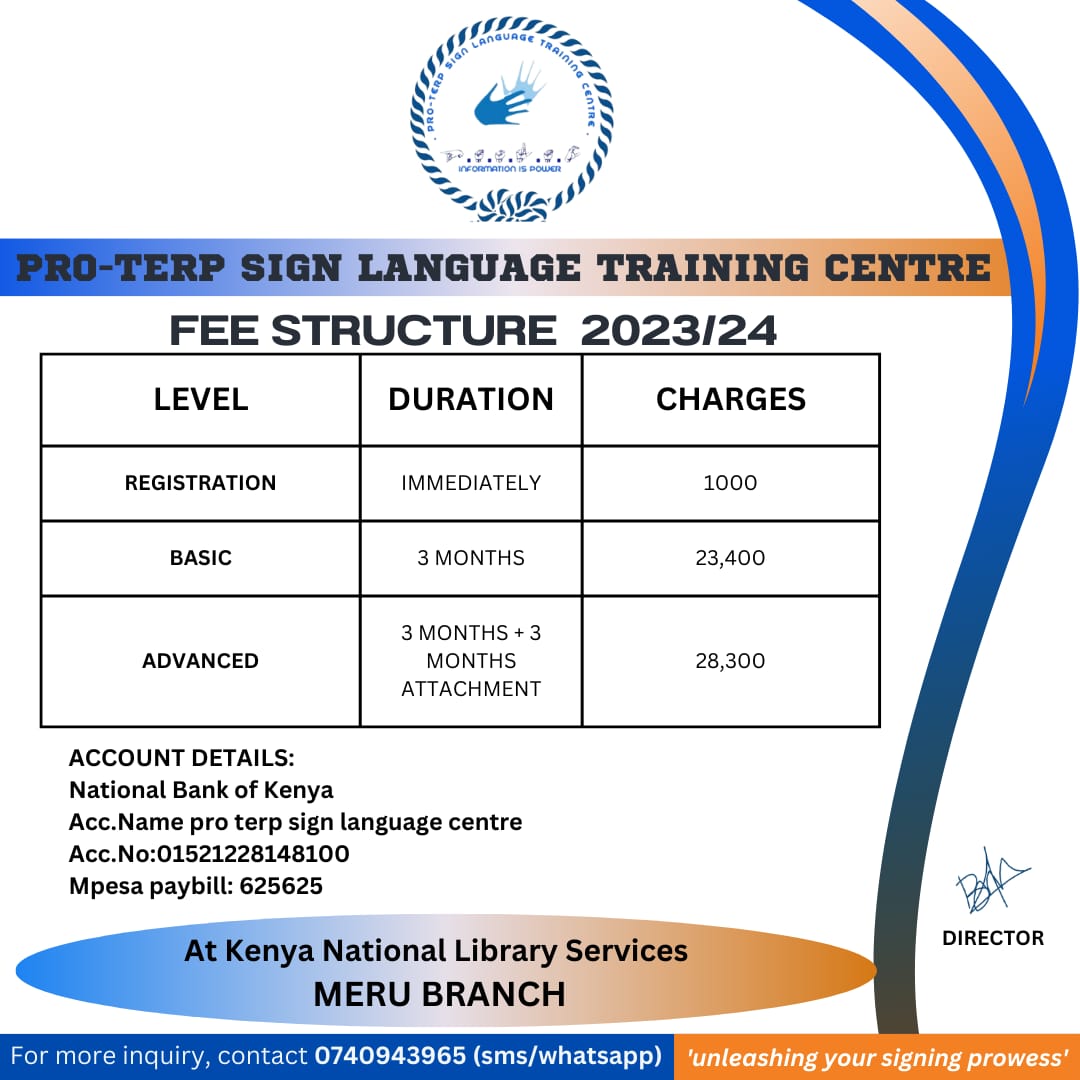 PRO-TERP SIGN LANGUAGE TRAINING CENTRE
INFORMATION IS POWER
PRO-TERP SIGN LANGUAGE TRAINING CENTRE
FEE STRUCTURE 2023/24
LEVEL DURATION CHARGES
REGISTRATION IMMEDIATELY 1000
BASIC 3 MONTHS 23,400
ADVANCED 3 MONTHS + 3 MONTHS ATTACHMENT 28,300
ACCOUNT DETAILS:
National Bank of Kenya
Acc.Name pro terp sign language centre
Acc.No:01521228148100
Mpesa paybill: 625625
DIRECTOR
At Kenya National Library Services
MERU BRANCH
For more inquiry, contact 0740943965 (sms/whatsapp)
'unleashing your signing prowess'